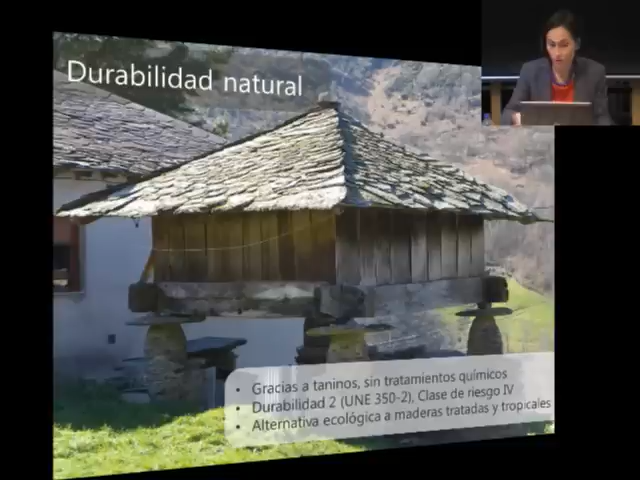 Durabilidad natural
• Gracias a taninos, sin tratamientos químicos
• Durabilidad 2 (UNE 350-2), Clase de riesgo IV
• Alternativa ecológica a maderas tratadas y tropicales